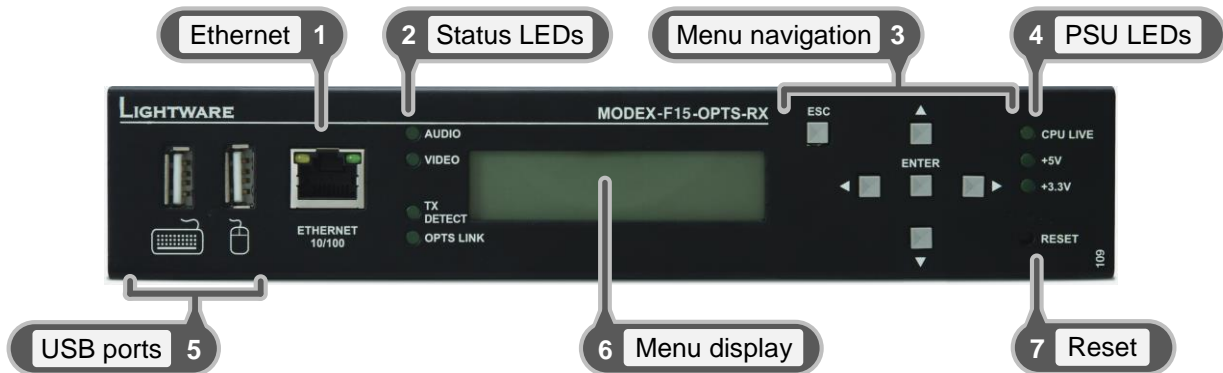 Ethernet 1
2 Status LEDs
Menu navigation 3
4 PSU LEDs
LIGHTWARE
MODEX-F15-OPTS-RX
AUDIO
VIDEO
TX
DETECT
OPTS LINK
ETHERNET
10/100
ESC
ENTER
CPU LIVE
+5V
+3.3V
RESET
109
USB ports 5
6 Menu display
7 Reset